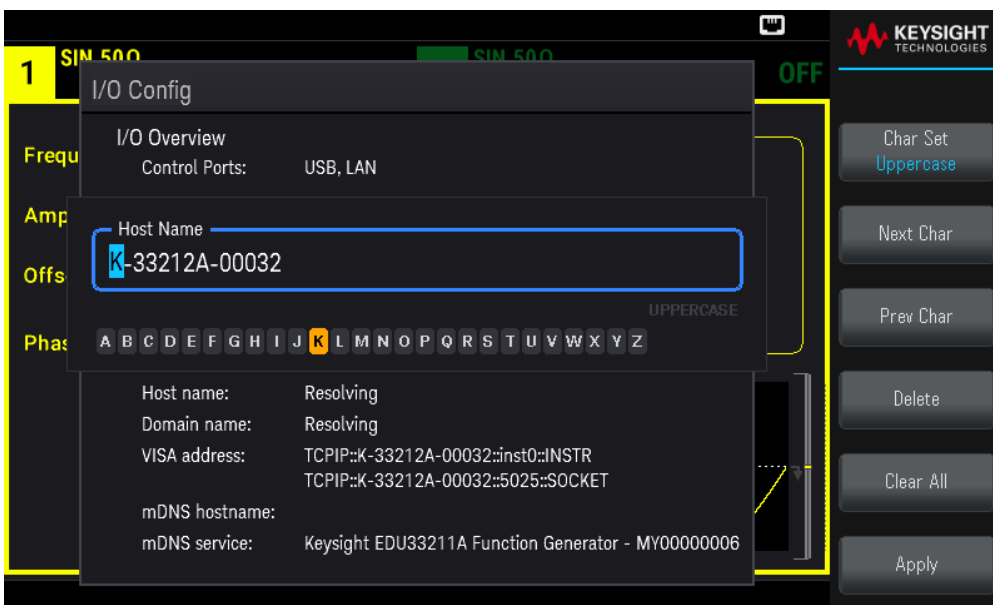 KEYSIGHT
TECHNOLOGIES
1
SIN 50Ω
SIN 50Ω
OFF
I/O Config
I/O Overview
Control Ports: USB, LAN
Frequ
Amp
Offs
Phas
Host Name
K-33212A-00032
UPPERCASE
A B C D E F G H I J K L M N O P Q R S T U V W X Y Z
Host name: Resolving
Domain name: Resolving
VISA address: TCPIP::K-33212A-00032::inst0::INSTR
TCPIP::K-33212A-00032::5025::SOCKET
mDNS hostname:
mDNS service: Keysight EDU33211A Function Generator - MY00000006
Char Set
Uppercase
Next Char
Prev Char
Delete
Clear All
Apply